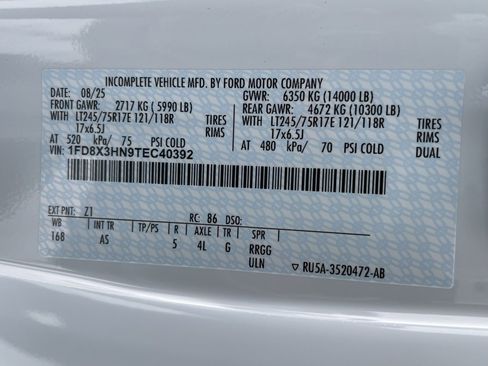 INCOMPLETE VEHICLE MFD. BY FORD MOTOR COMPANY
DATE: 08/25 GVWR: 6350 KG (14000 LB)
FRONT GAWR: 2717 KG (5990 LB) REAR GAWR: 4672 KG (10300 LB)
WITH LT245/75R17E 121/118R TIRES WITH LT245/75R17E 121/118R TIRES
17x6.5J RIMS 17x6.5J RIMS
AT 520 kPa/ 75 PSI COLD AT 480 kPa/ 70 PSI COLD DUAL
VIN: 1FD8X3HN9TEC40392
EXT PNT: Z1 RC: 86 DSO:
WB INT TR TP/PS R AXLE TR SPR
168 AS 5 4L G RRGG
ULN RU5A-3520472-AB